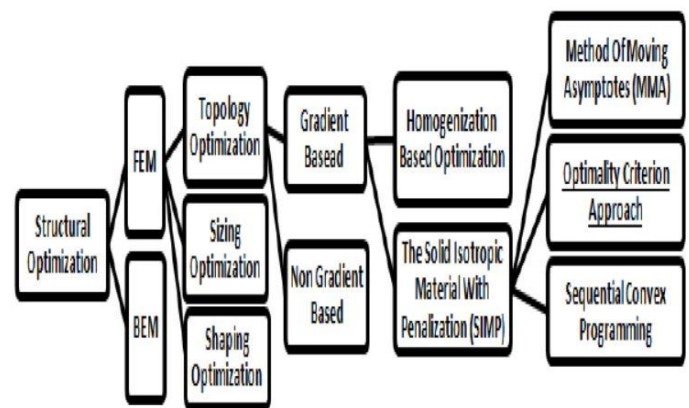 Structural
Optimization
FEM
BEM
Topology
Optimization
Sizing
Optimization
Shaping
Optimization
Gradient
Basead
Non Gradient
Based
Homogenization
Based Optimization
The Solid Isotropic
Material With
Penalization (SIMP)
Method Of Moving
Asymptotes (MMA)
Optimality Criterion
Approach
Sequential Convex
Programming